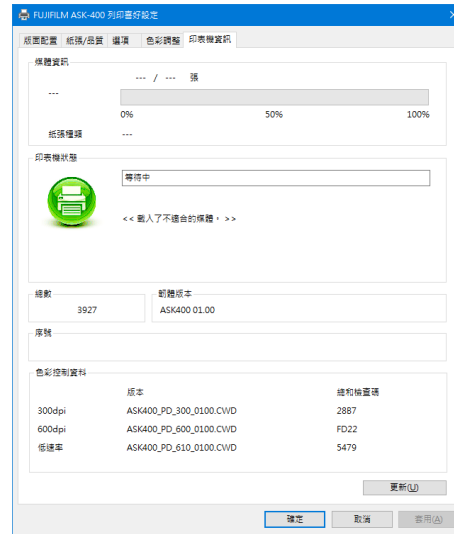 FUJIFILM ASK-400 列印喜好設定
版面配置 紙張/品質 選項 色彩調整 印表機資訊
媒體資訊
--- / --- 張
---
0% 50% 100%
紙張種類 ---
印表機狀態
等待中
<< 載入了不適合的媒體。 >>
總數 韌體版本
3927 ASK400 01.00
序號
色彩控制資料
版本 總和檢查碼
300dpi ASK400_PD_300_0100.CWD 2887
600dpi ASK400_PD_600_0100.CWD FD22
低速率 ASK400_PD_610_0100.CWD 5479
更新(U)
確定 取消 套用(A)